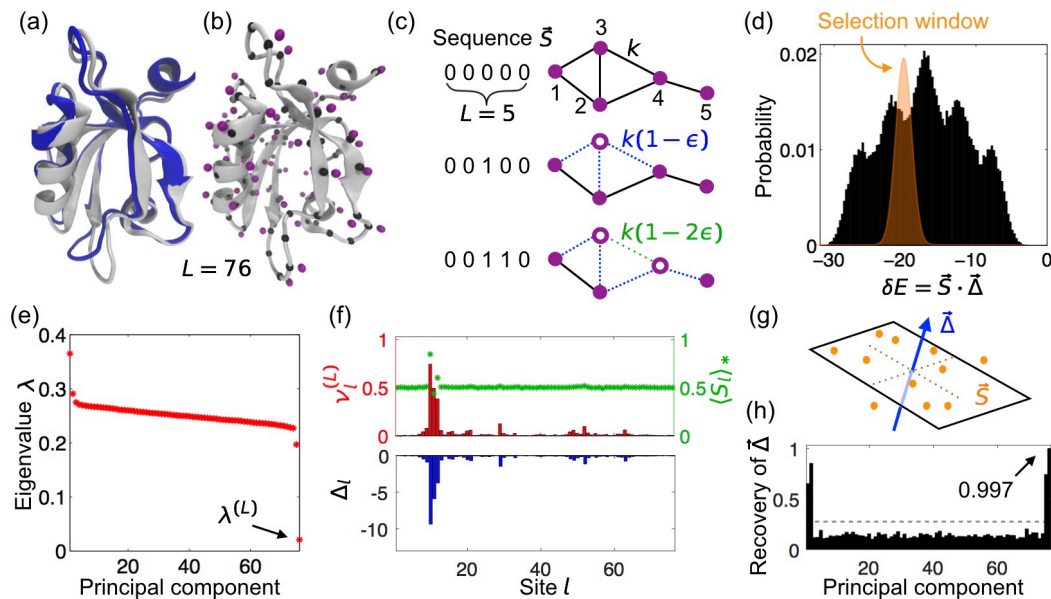 (a)
(b)
L = 76
(c)
Sequence S⃗
0 0 0 0 0
L = 5
1
2
3
4
5
k
0 0 1 0 0
k(1−ϵ)
0 0 1 1 0
k(1−2ϵ)
(d)
Selection window
Probability
0.02
0.01
0
−30
−20
−10
0
δE = S⃗ · Δ⃗
(e)
Eigenvalue λ
0.4
0.3
0.2
0.1
0
λ^(L)
20
40
60
Principal component
(f)
ν_l^(L)
1
0.5
0
1
0.5
0
⟨S_l⟩*
Δ_l
0
−5
−10
20
40
60
Site l
(g)
Δ⃗
S⃗
(h)
Recovery of Δ⃗
1
0.5
0
0.997
20
40
60
Principal component